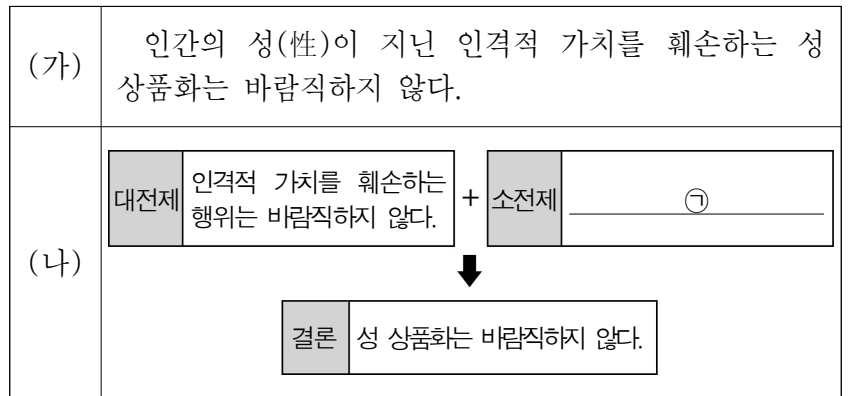 (가)
인간의 성(性)이 지닌 인격적 가치를 훼손하는 성
상품화는 바람직하지 않다.
(나)
대전제
인격적 가치를 훼손하는
행위는 바람직하지 않다.
+
소전제
㉠
결론
성 상품화는 바람직하지 않다.